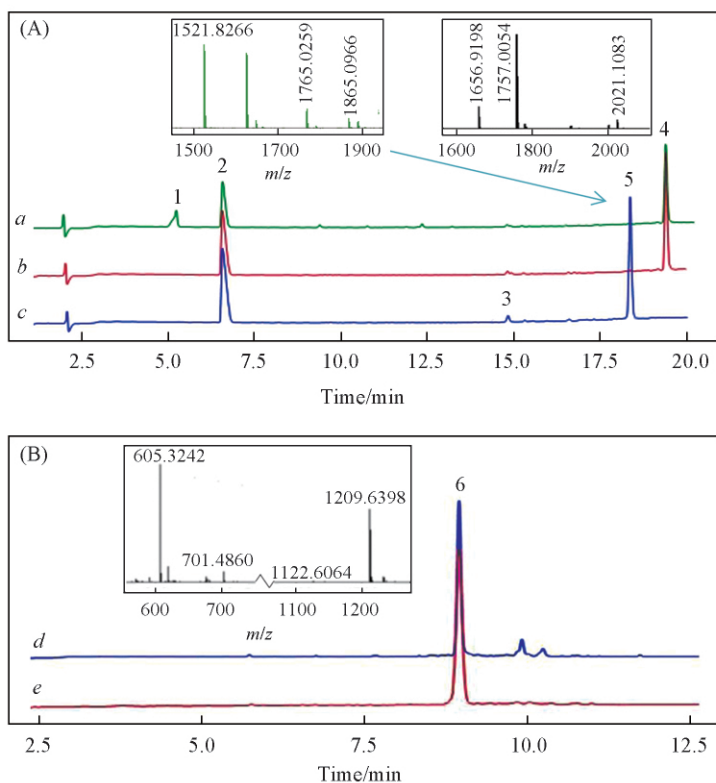 (A)
1521.8266
1765.0259
1865.0966
1500 1700 1900
m/z
1656.9198
1757.0054
2021.1083
1600 1800 2000
m/z
1 2 3 5 4
a
b
c
2.5 5.0 7.5 10.0 12.5 15.0 17.5 20.0
Time/min
(B)
605.3242
701.4860
1122.6064
1209.6398
600 700 1100 1200
m/z
6
d
e
2.5 5.0 7.5 10.0 12.5
Time/min